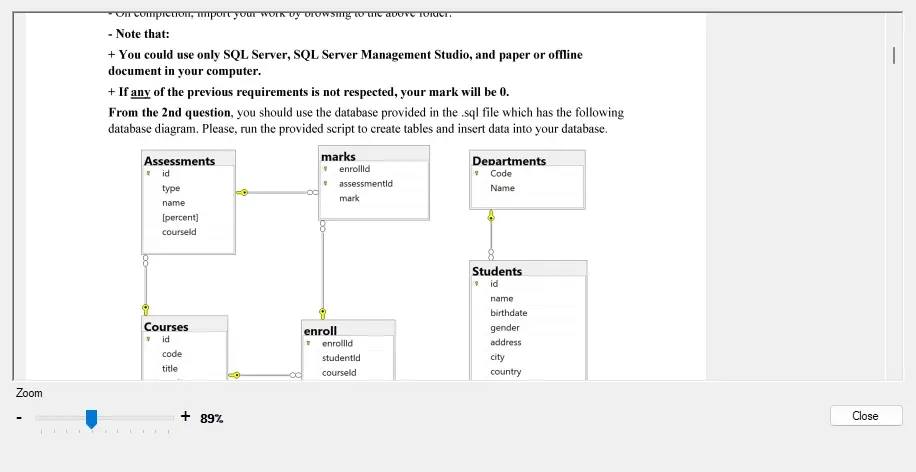 - On completion, import your work by browsing to the above folder.
- Note that:
+ You could use only SQL Server, SQL Server Management Studio, and paper or offline
document in your computer.
+ If any of the previous requirements is not respected, your mark will be 0.
From the 2nd question, you should use the database provided in the .sql file which has the following
database diagram. Please, run the provided script to create tables and insert data into your database.
Assessments
id
type
name
[percent]
courseId
marks
enrollId
assessmentId
mark
Departments
Code
Name
Students
id
name
birthdate
gender
address
city
country
Courses
id
code
title
enroll
enrollId
studentId
courseId
Zoom
- + 89%
Close